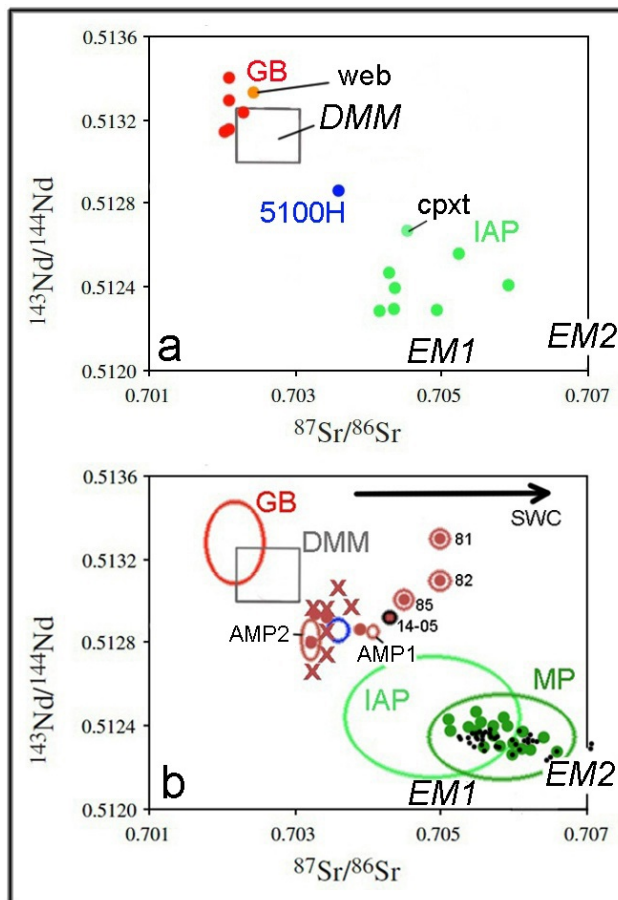 0.5136
GB
web
0.5132
DMM
0.5128
5100H
cpxt
IAP
0.5124
EM2
a
EM1
0.5120
0.701
0.703
0.705
0.707
143Nd/144Nd
87Sr/86Sr
0.5136
GB
SWC
0.5132
DMM
81
82
X
X X X
85
14-05
AMP2
X
0.5128
AMP1
X
X
IAP
MP
0.5124
EM2
b
EM1
0.5120
0.701
0.703
0.705
0.707
143Nd/144Nd
87Sr/86Sr